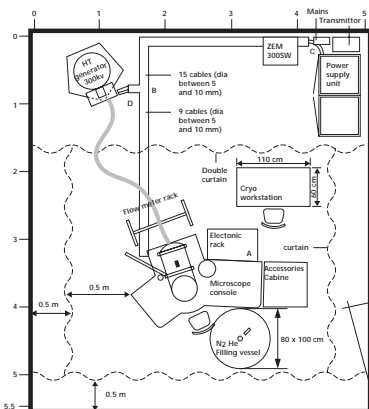 Mains
Transmittor
0
1
2
3
4
5
0
1
2
3
4
5
5.5
HT
generator
300kv
ZEM
300SW
C
Power
supply
unit
15 cables (dia
between 5
and 10 mm)
B
D
9 cables (dia
between 5
and 10 mm)
Double
curtain
110 cm
Cryo
workstation
60 cm
Flow meter rack
Electonic
rack
A
curtain
Accessories
Cabine
Microscope
console
0.5 m
0.5 m
N2 He
Filling vessel
80 x 100 cm
0.5 m